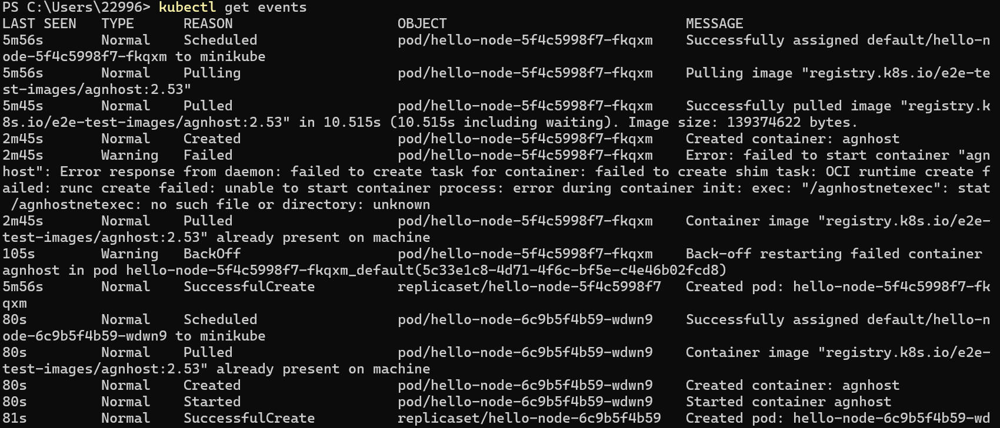 PS C:\Users\22996> kubectl get events
LAST SEEN   TYPE      REASON                    OBJECT                             MESSAGE
5m56s       Normal    Scheduled                 pod/hello-node-5f4c5998f7-fkqxm    Successfully assigned default/hello-n
ode-5f4c5998f7-fkqxm to minikube
5m56s       Normal    Pulling                   pod/hello-node-5f4c5998f7-fkqxm    Pulling image "registry.k8s.io/e2e-te
st-images/agnhost:2.53"
5m45s       Normal    Pulled                    pod/hello-node-5f4c5998f7-fkqxm    Successfully pulled image "registry.k
8s.io/e2e-test-images/agnhost:2.53" in 10.515s (10.515s including waiting). Image size: 139374622 bytes.
2m45s       Normal    Created                   pod/hello-node-5f4c5998f7-fkqxm    Created container: agnhost
2m45s       Warning   Failed                    pod/hello-node-5f4c5998f7-fkqxm    Error: failed to start container "agn
host": Error response from daemon: failed to create task for container: failed to create shim task: OCI runtime create f
ailed: runc create failed: unable to start container process: error during container init: exec: "/agnhostnetexec": stat
 /agnhostnetexec: no such file or directory: unknown
2m45s       Normal    Pulled                    pod/hello-node-5f4c5998f7-fkqxm    Container image "registry.k8s.io/e2e-
test-images/agnhost:2.53" already present on machine
105s        Warning   BackOff                   pod/hello-node-5f4c5998f7-fkqxm    Back-off restarting failed container
agnhost in pod hello-node-5f4c5998f7-fkqxm_default(5c33e1c8-4d71-4f6c-bf5e-c4e46b02fcd8)
5m56s       Normal    SuccessfulCreate          replicaset/hello-node-5f4c5998f7   Created pod: hello-node-5f4c5998f7-fk
qxm
80s         Normal    Scheduled                 pod/hello-node-6c9b5f4b59-wdwn9    Successfully assigned default/hello-n
ode-6c9b5f4b59-wdwn9 to minikube
80s         Normal    Pulled                    pod/hello-node-6c9b5f4b59-wdwn9    Container image "registry.k8s.io/e2e-
test-images/agnhost:2.53" already present on machine
80s         Normal    Created                   pod/hello-node-6c9b5f4b59-wdwn9    Created container: agnhost
80s         Normal    Started                   pod/hello-node-6c9b5f4b59-wdwn9    Started container agnhost
81s         Normal    SuccessfulCreate          replicaset/hello-node-6c9b5f4b59   Created pod: hello-node-6c9b5f4b59-wd